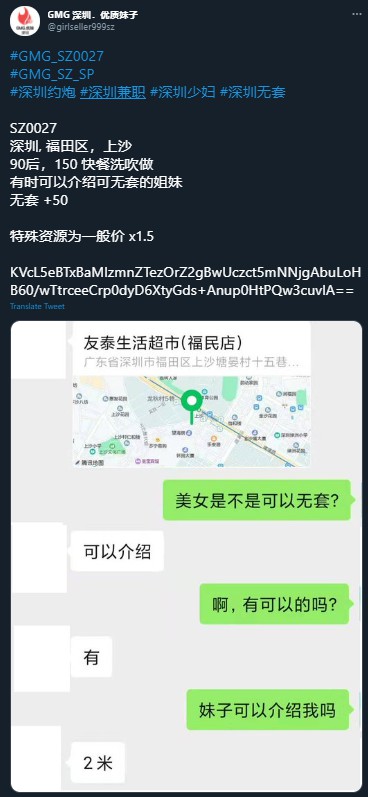 GMG 深圳．优质妹子
@girlseller999sz
#GMG_SZ0027
#GMG_SZ_SP
#深圳约炮 #深圳兼职 #深圳少妇 #深圳无套
SZ0027
深圳, 福田区，上沙
90后，150 快餐洗吹做
有时可以介绍可无套的姐妹
无套 +50
特殊资源为一般价 x1.5
KVcL5eBTxBaMlzmnZTezOrZ2gBwUczct5mNNjgAbuLoH
B60/wTtrceeCrp0dyD6XtyGds+Anup0HtPQw3cuvIA==
Translate Tweet
友泰生活超市(福民店)
广东省深圳市福田区上沙塘晏村十五巷...
腾讯地图
美女是不是可以无套?
可以介绍
啊, 有可以的吗?
有
妹子可以介绍我吗
2 米